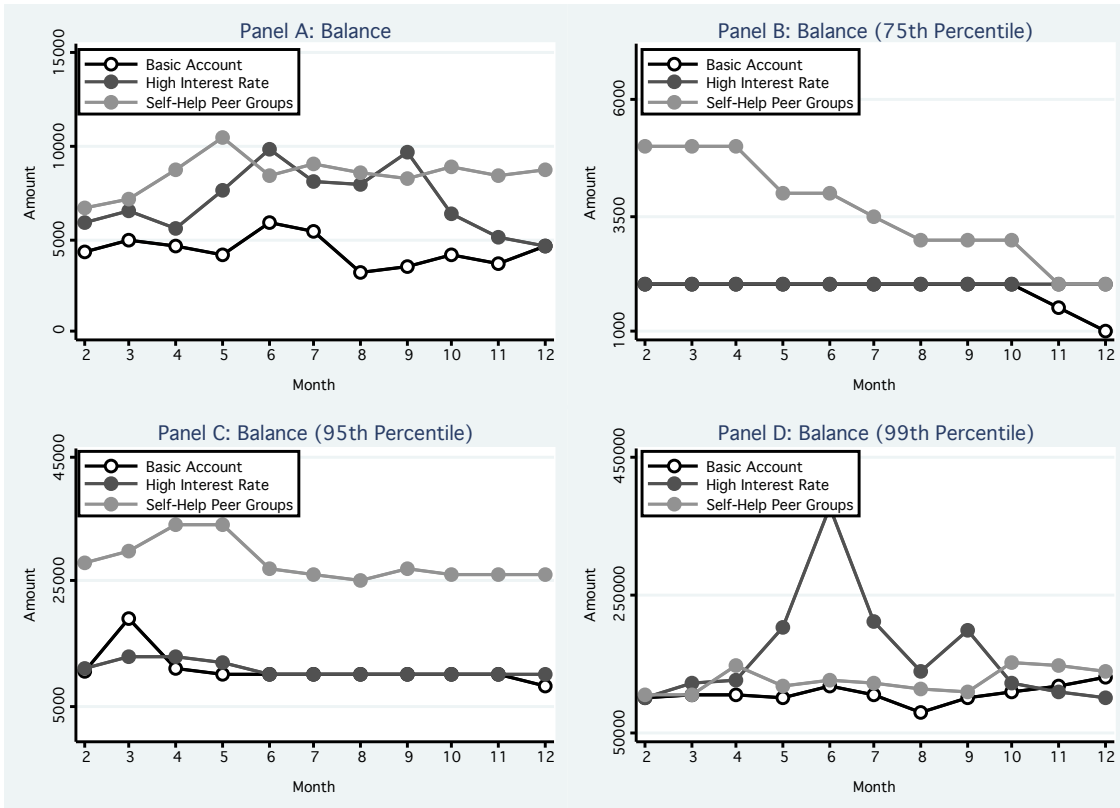 Panel A: Balance
15000
10000
5000
0
Amount
Basic Account
High Interest Rate
Self-Help Peer Groups
2 3 4 5 6 7 8 9 10 11 12
Month
Panel B: Balance (75th Percentile)
6000
3500
1000
Amount
Basic Account
High Interest Rate
Self-Help Peer Groups
2 3 4 5 6 7 8 9 10 11 12
Month
Panel C: Balance (95th Percentile)
45000
25000
5000
Amount
Basic Account
High Interest Rate
Self-Help Peer Groups
2 3 4 5 6 7 8 9 10 11 12
Month
Panel D: Balance (99th Percentile)
450000
250000
50000
Amount
Basic Account
High Interest Rate
Self-Help Peer Groups
2 3 4 5 6 7 8 9 10 11 12
Month